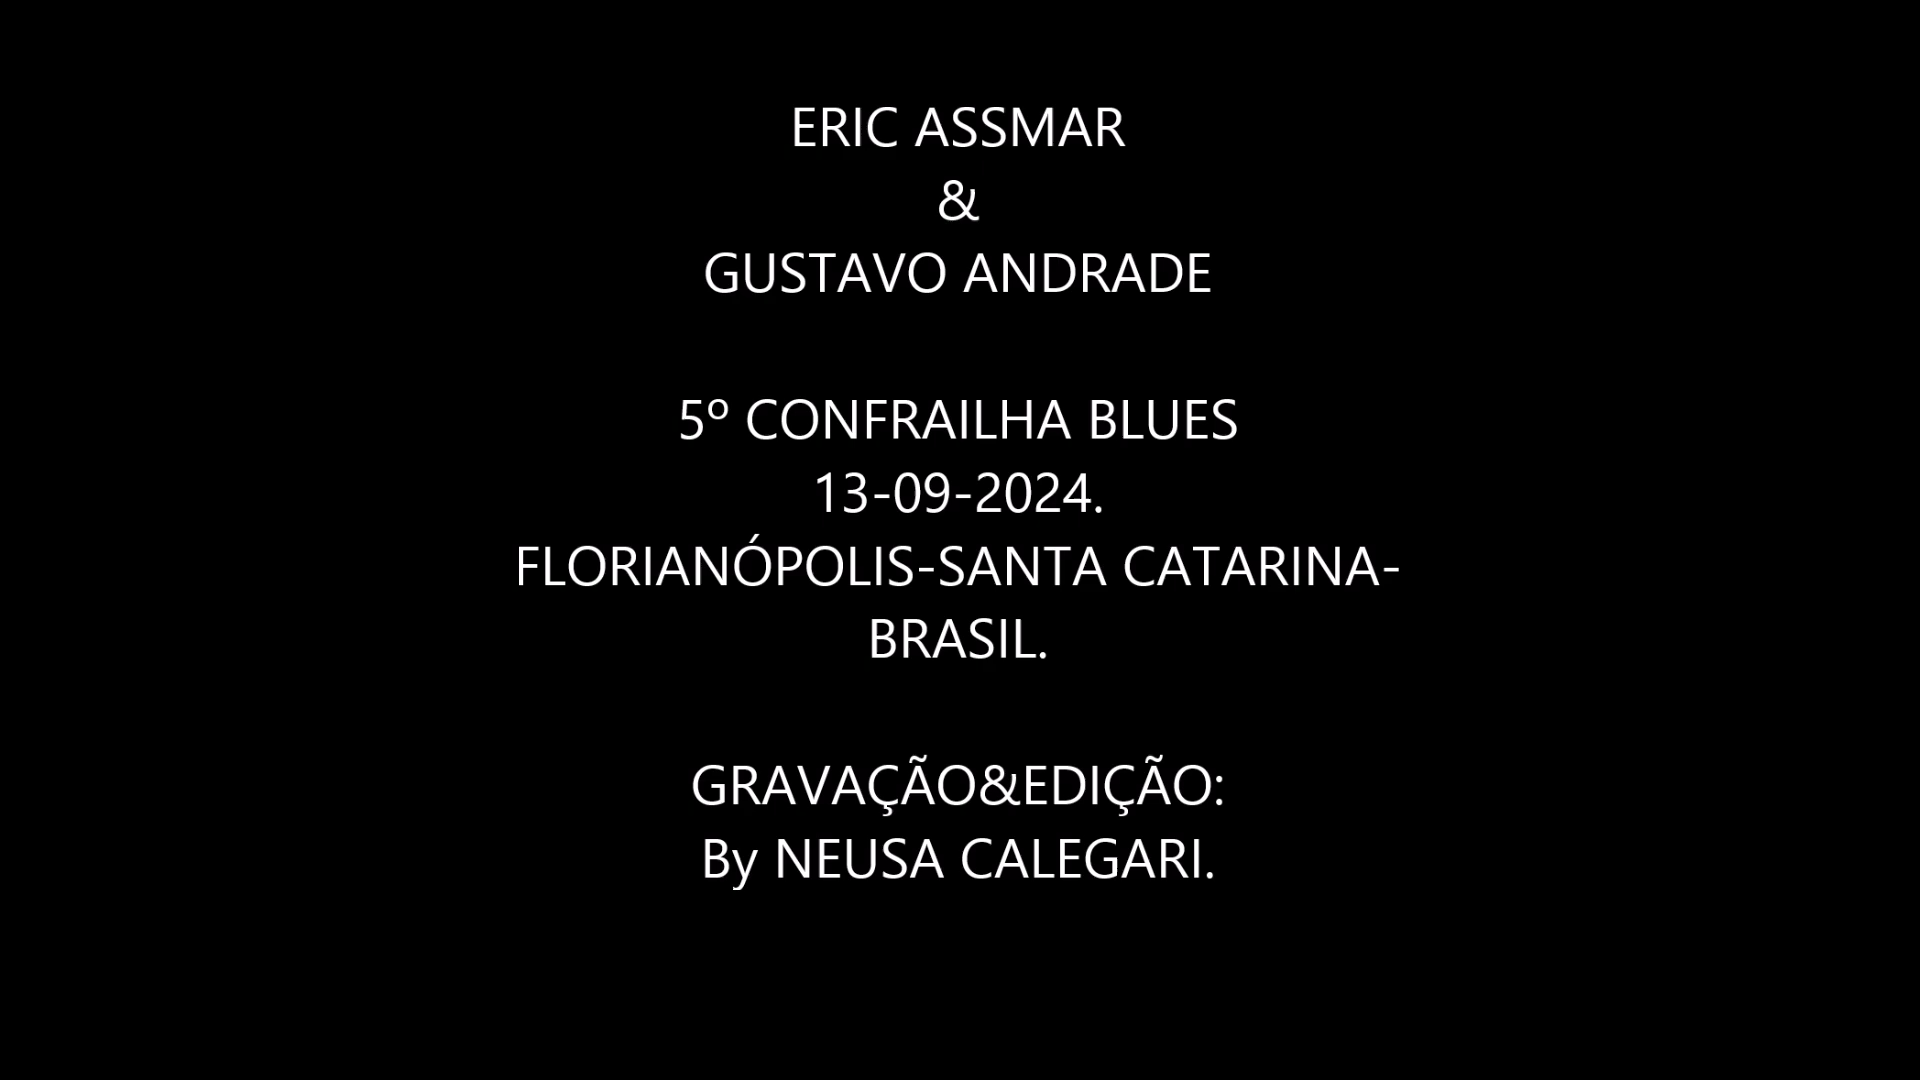 ERIC ASSMAR
&
GUSTAVO ANDRADE
5º CONFRAILHA BLUES
13-09-2024.
FLORIANÓPOLIS-SANTA CATARINA-
BRASIL.
GRAVAÇÃO&EDIÇÃO:
By NEUSA CALEGARI.